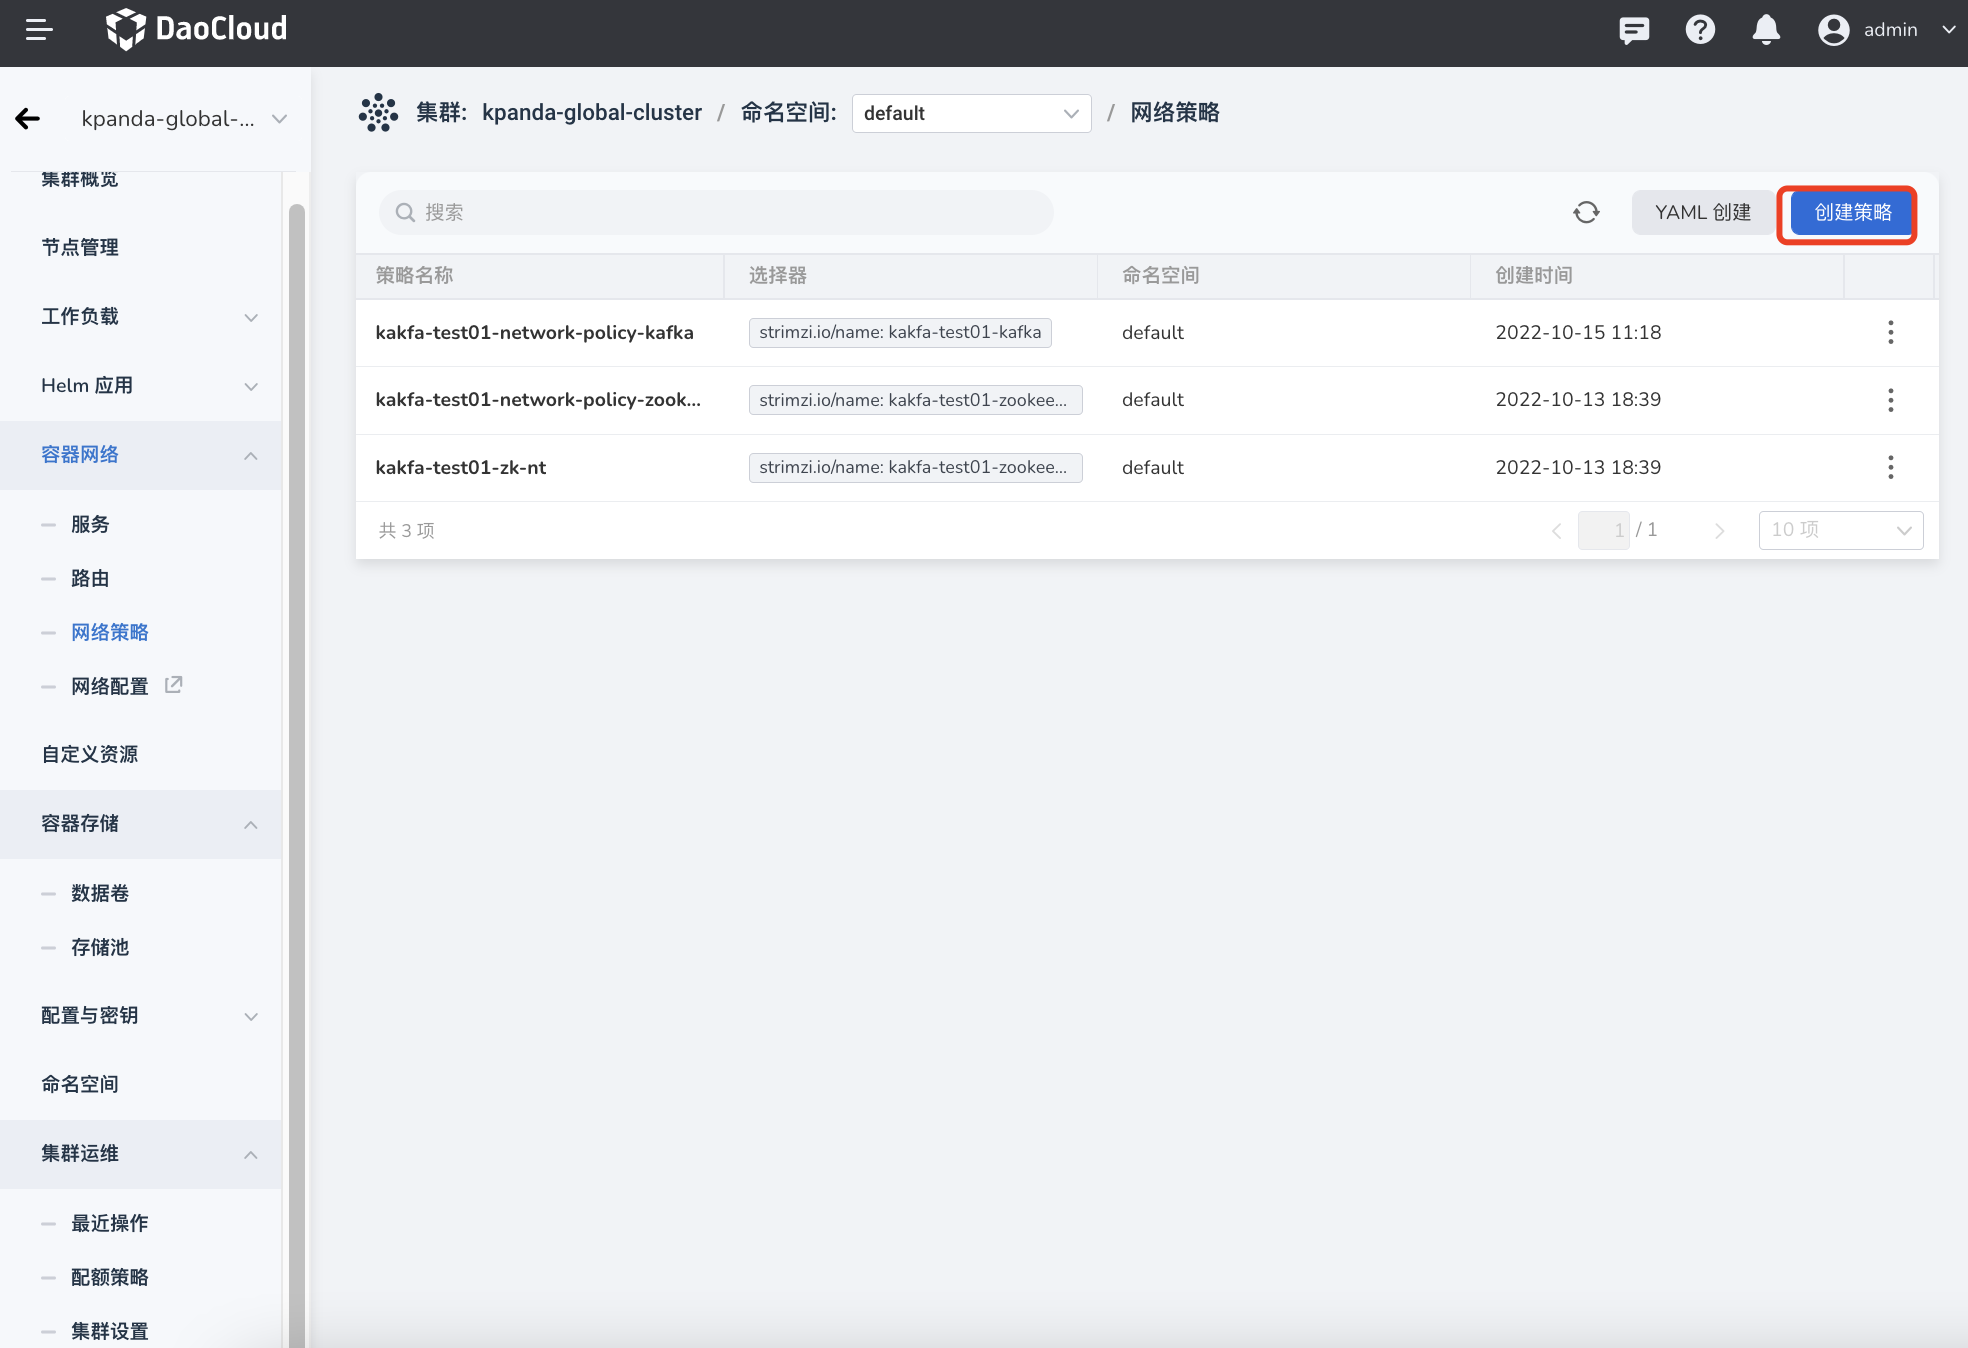 DaoCloud
admin
kpanda-global-...
集群: kpanda-global-cluster / 命名空间: default / 网络策略
集群概览
节点管理
工作负载
Helm 应用
容器网络
服务
路由
网络策略
网络配置
自定义资源
容器存储
数据卷
存储池
配置与密钥
命名空间
集群运维
最近操作
配额策略
集群设置
搜索
YAML 创建
创建策略
策略名称 选择器 命名空间 创建时间
kakfa-test01-network-policy-kafka strimzi.io/name: kakfa-test01-kafka default 2022-10-15 11:18
kakfa-test01-network-policy-zook... strimzi.io/name: kakfa-test01-zookee... default 2022-10-13 18:39
kakfa-test01-zk-nt strimzi.io/name: kakfa-test01-zookee... default 2022-10-13 18:39
共 3 项
1 / 1
10 项